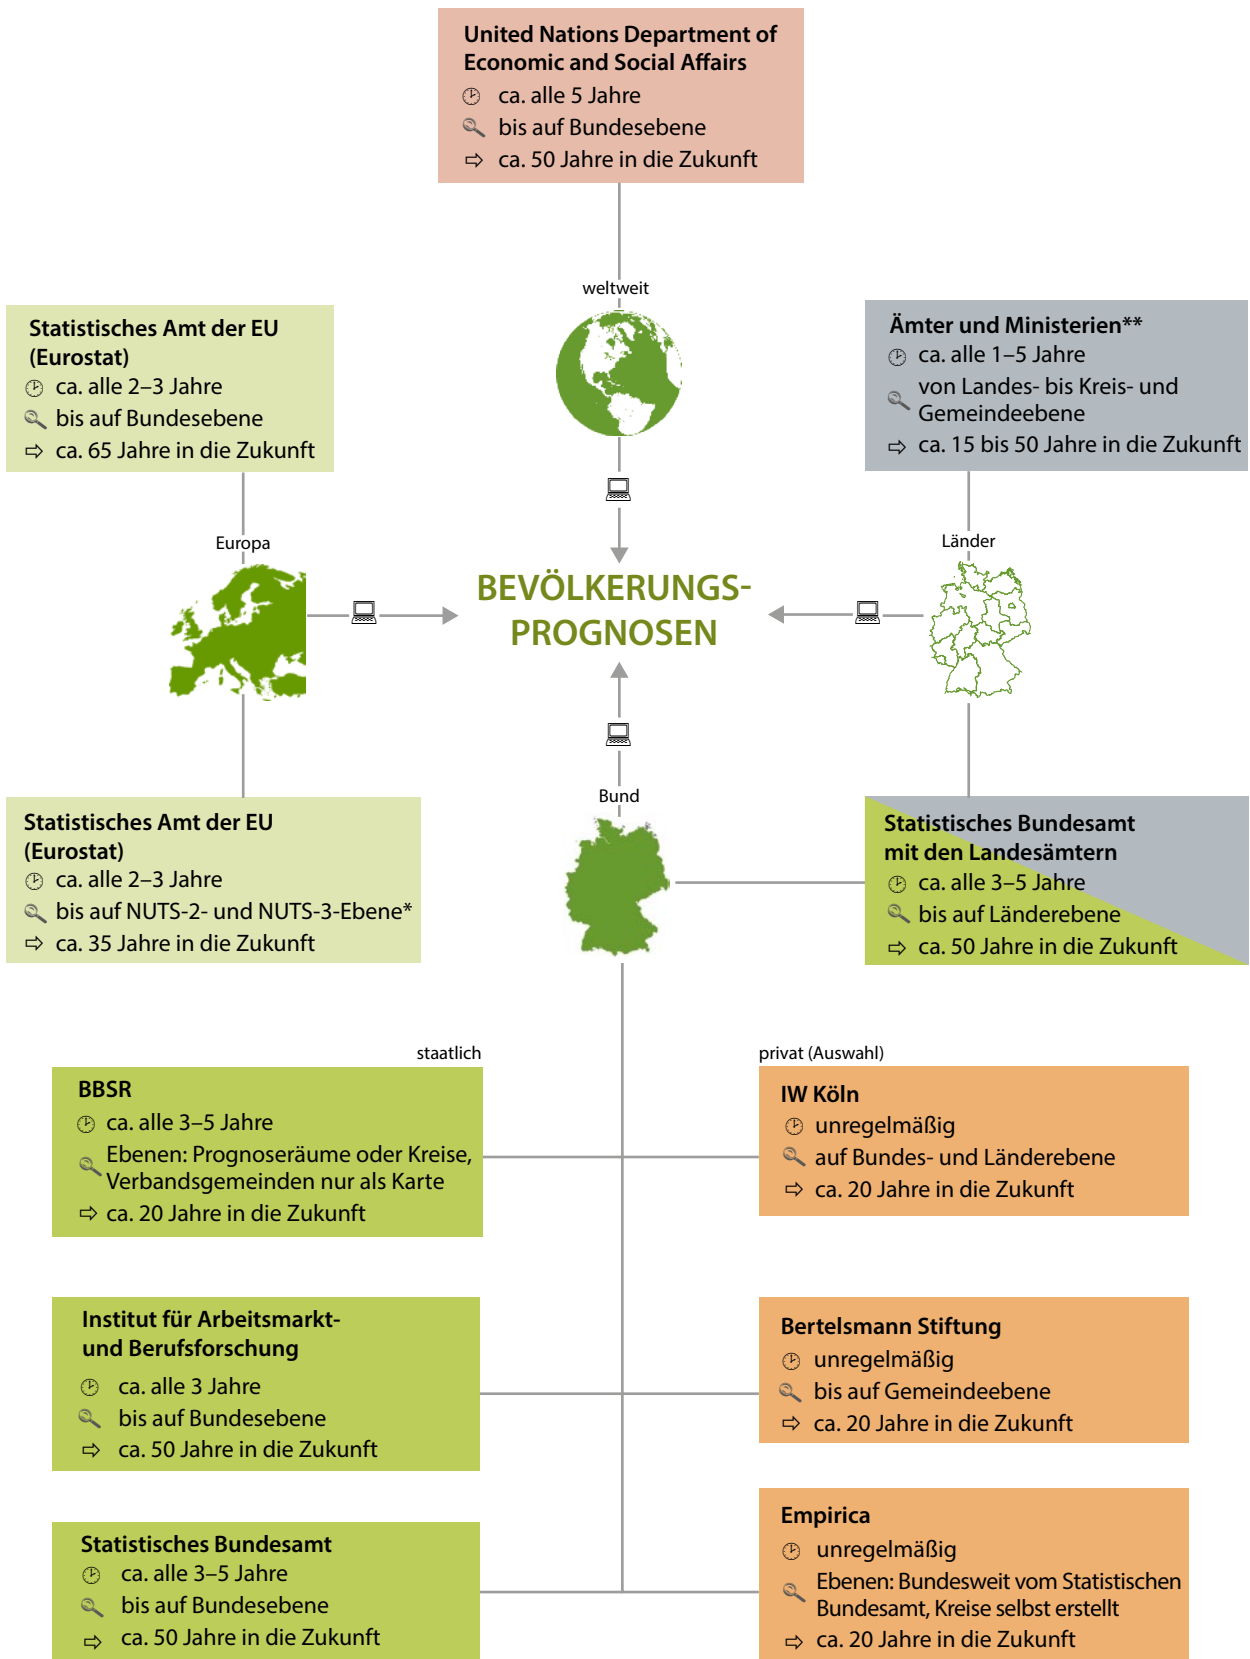 United Nations Department of
Economic and Social Affairs
ca. alle 5 Jahre
bis auf Bundesebene
ca. 50 Jahre in die Zukunft
weltweit
Statistisches Amt der EU
(Eurostat)
ca. alle 2–3 Jahre
bis auf Bundesebene
ca. 65 Jahre in die Zukunft
Ämter und Ministerien**
ca. alle 1–5 Jahre
von Landes- bis Kreis- und
Gemeindeebene
ca. 15 bis 50 Jahre in die Zukunft
Europa
Länder
BEVÖLKERUNGS-
PROGNOSEN
Bund
Statistisches Amt der EU
(Eurostat)
ca. alle 2–3 Jahre
bis auf NUTS-2- und NUTS-3-Ebene*
ca. 35 Jahre in die Zukunft
Statistisches Bundesamt
mit den Landesämtern
ca. alle 3–5 Jahre
bis auf Länderebene
ca. 50 Jahre in die Zukunft
staatlich
privat (Auswahl)
BBSR
ca. alle 3–5 Jahre
Ebenen: Prognoseräume oder Kreise,
Verbandsgemeinden nur als Karte
ca. 20 Jahre in die Zukunft
IW Köln
unregelmäßig
auf Bundes- und Länderebene
ca. 20 Jahre in die Zukunft
Institut für Arbeitsmarkt-
und Berufsforschung
ca. alle 3 Jahre
bis auf Bundesebene
ca. 50 Jahre in die Zukunft
Bertelsmann Stiftung
unregelmäßig
bis auf Gemeindeebene
ca. 20 Jahre in die Zukunft
Statistisches Bundesamt
ca. alle 3–5 Jahre
bis auf Bundesebene
ca. 50 Jahre in die Zukunft
Empirica
unregelmäßig
Ebenen: Bundesweit vom Statistischen
Bundesamt, Kreise selbst erstellt
ca. 20 Jahre in die Zukunft